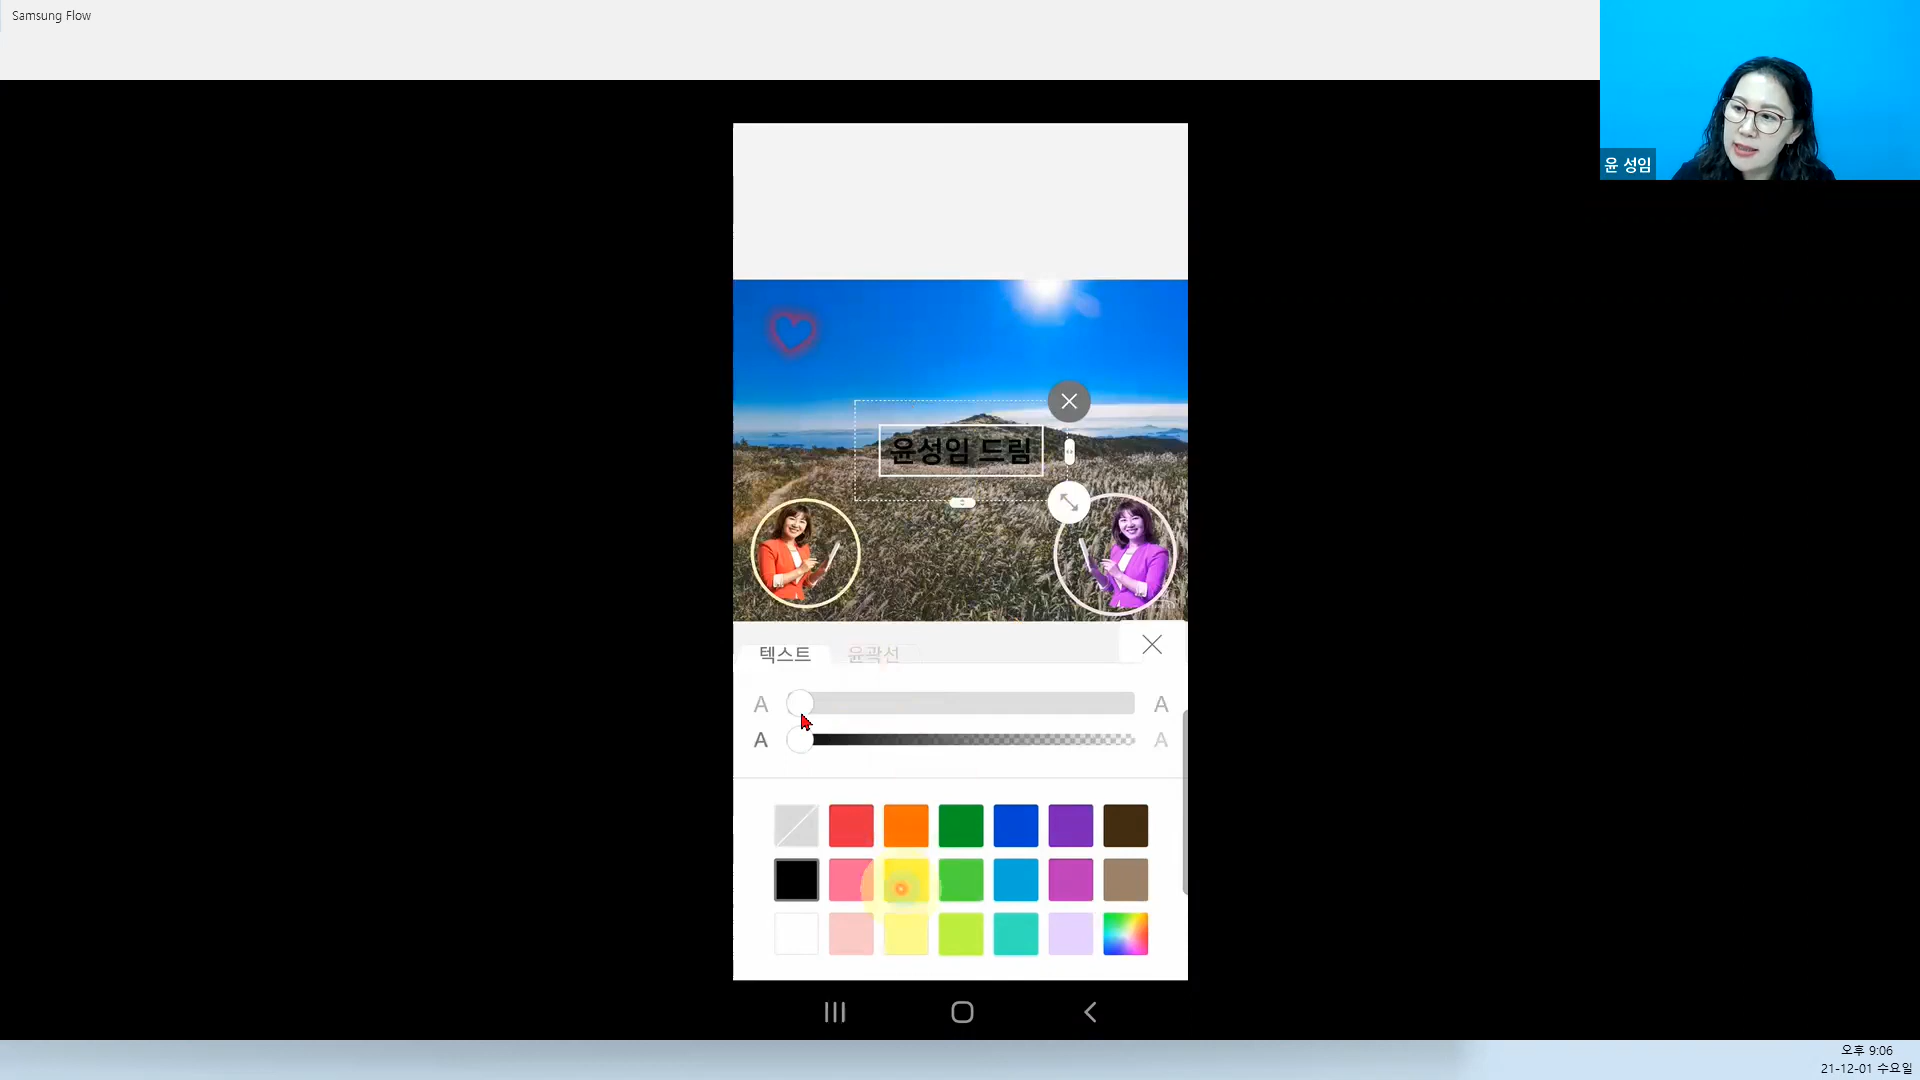 Samsung Flow
윤 성임
윤성임 드림
텍스트
윤곽선
A
A
A
A
오후 9:06
21-12-01 수요일